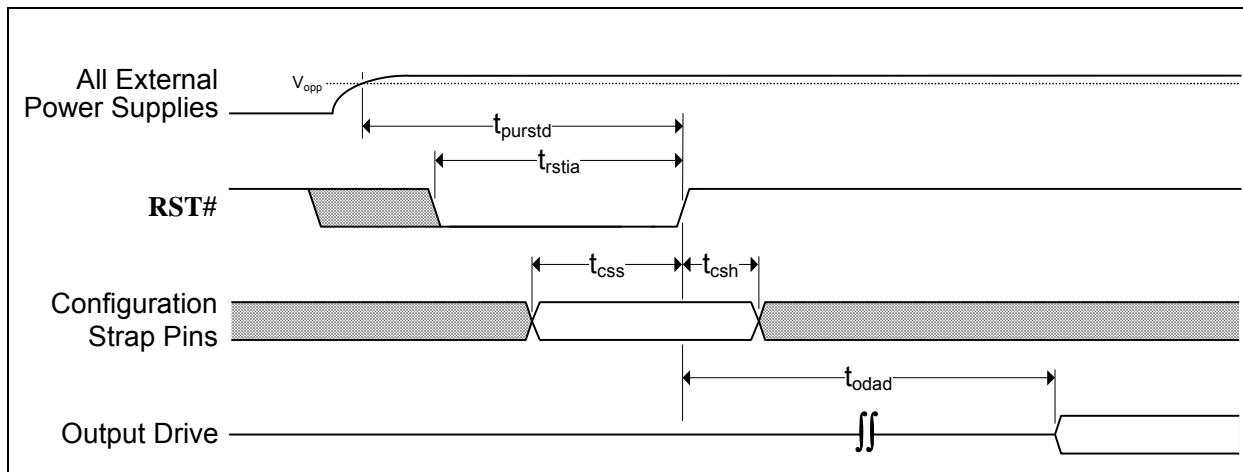 All External
Power Supplies
Vopp
tpurstd
trstia
RST#
tcss
tcsh
Configuration
Strap Pins
todad
Output Drive